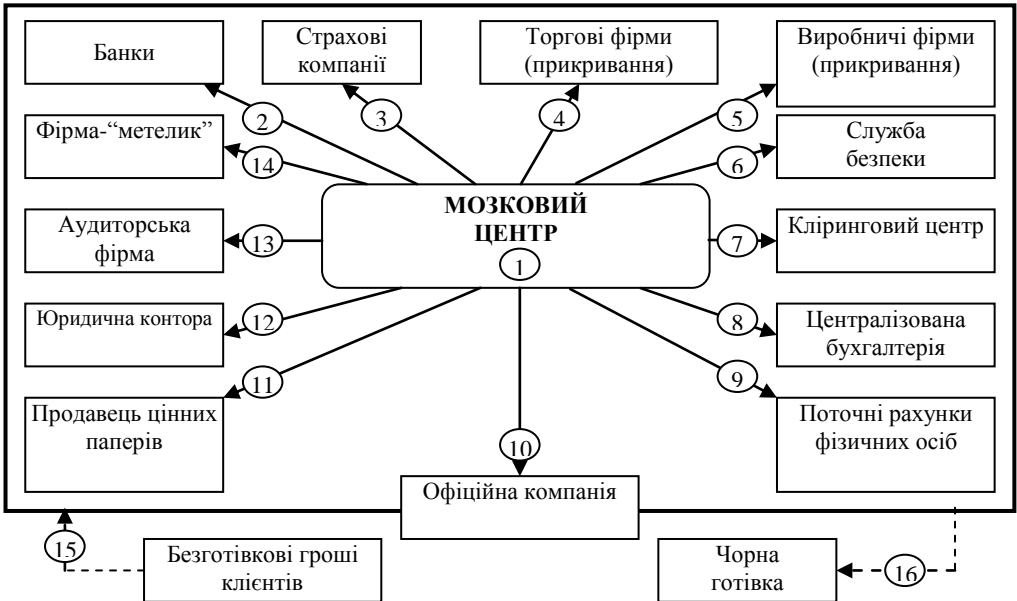 Банки
Страхові
компанії
Торгові фірми
(прикривання)
Виробничі фірми
(прикривання)
2
3
4
5
Фірма-“метелик”
14
6
Служба
безпеки
МОЗКОВИЙ
ЦЕНТР
1
Аудиторська
фірма
13
7
Кліринговий центр
Юридична контора
12
8
Централізована
бухгалтерія
11
9
Продавець цінних
паперів
10
Поточні рахунки
фізичних осіб
Офіційна компанія
15
Безготівкові гроші
клієнтів
Чорна
готівка
16